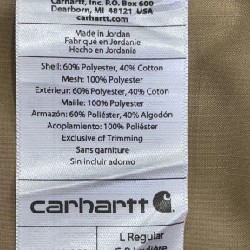 Carhartt, Inc. P.O. Box 600
Dearborn, MI 48121 USA
carhartt.com
Made in Jordan
Fabriqué en Jordanie
Hecho en Jordania
Shell: 60% Polyester, 40% Cotton
Mesh: 100% Polyester
Extérieur: 60% Polyester, 40% Coton
Maille: 100% Polyester
Armazón: 60% Poliéster, 40% Algodón
Acoplamiento: 100% Poliéster
Exclusive of Trimming
Sans garniture
Sin incluir adorno
carhartt
L Regular